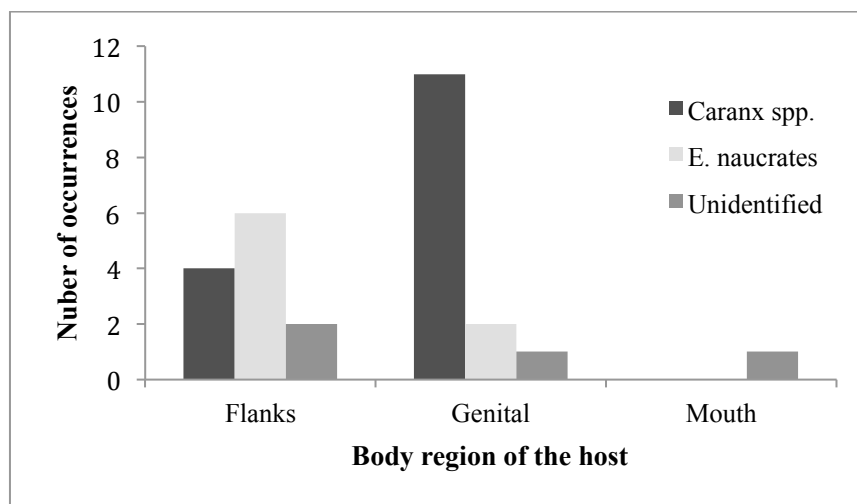 12
10
8
6
4
2
0
Nuber of occurrences
Caranx spp.
E. naucrates
Unidentified
Flanks Genital Mouth
Body region of the host